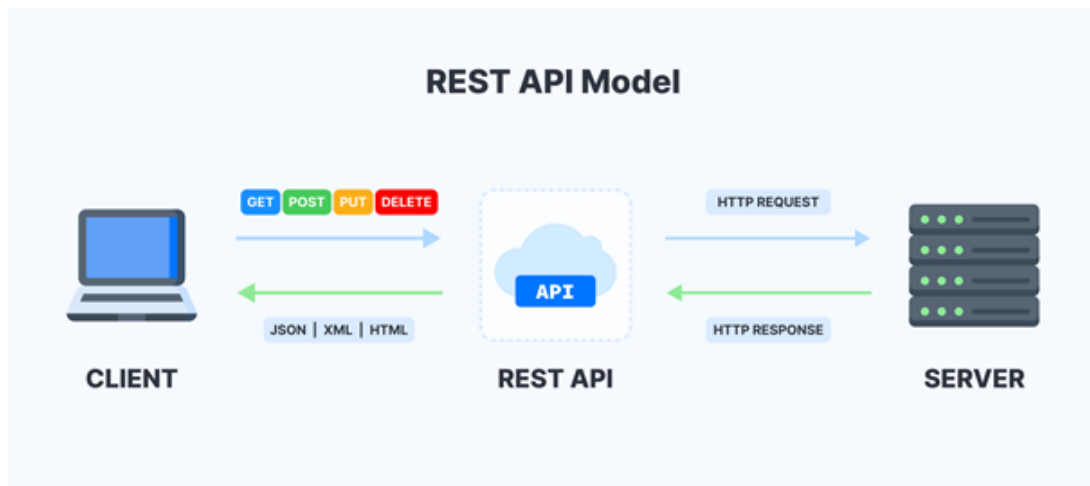 REST API Model
GET POST PUT DELETE
HTTP REQUEST
API
JSON | XML | HTML
HTTP RESPONSE
CLIENT
REST API
SERVER